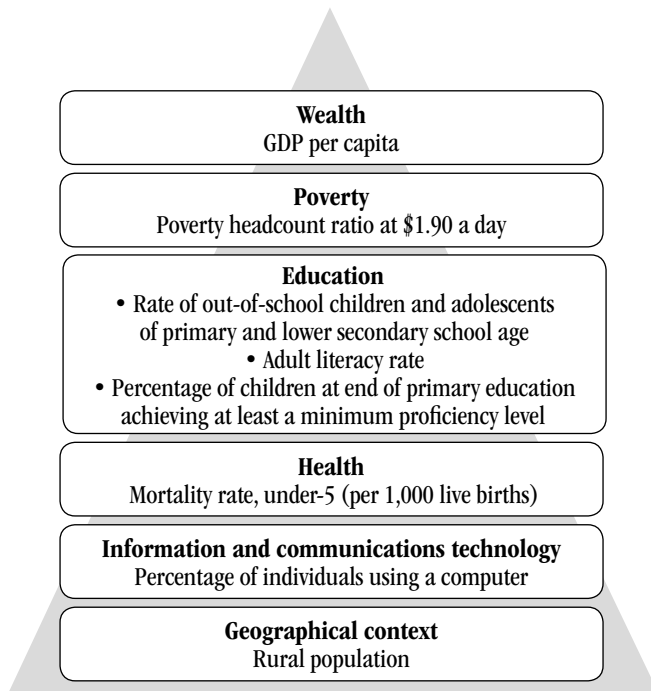 Wealth
GDP per capita
Poverty
Poverty headcount ratio at $1.90 a day
Education
• Rate of out-of-school children and adolescents
of primary and lower secondary school age
• Adult literacy rate
• Percentage of children at end of primary education
achieving at least a minimum proficiency level
Health
Mortality rate, under-5 (per 1,000 live births)
Information and communications technology
Percentage of individuals using a computer
Geographical context
Rural population